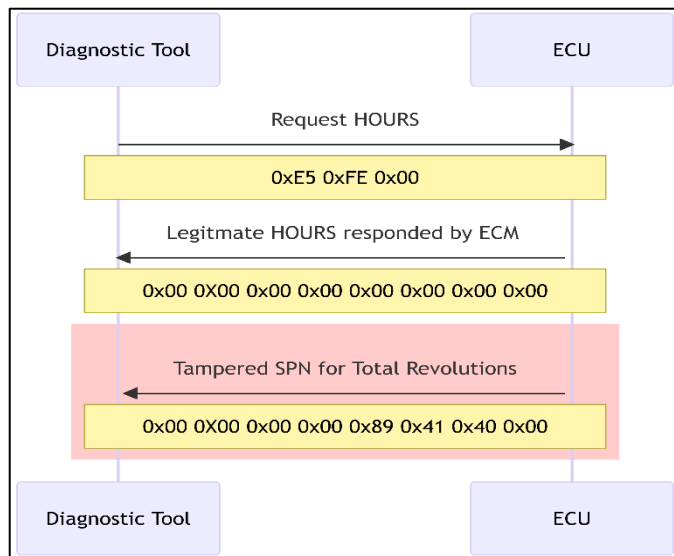 Diagnostic Tool ECU
Request HOURS
0xE5 0xFE 0x00
Legitmate HOURS responded by ECM
0x00 0X00 0x00 0x00 0x00 0x00 0x00 0x00
Tampered SPN for Total Revolutions
0x00 0X00 0x00 0x00 0x89 0x41 0x40 0x00
Diagnostic Tool ECU